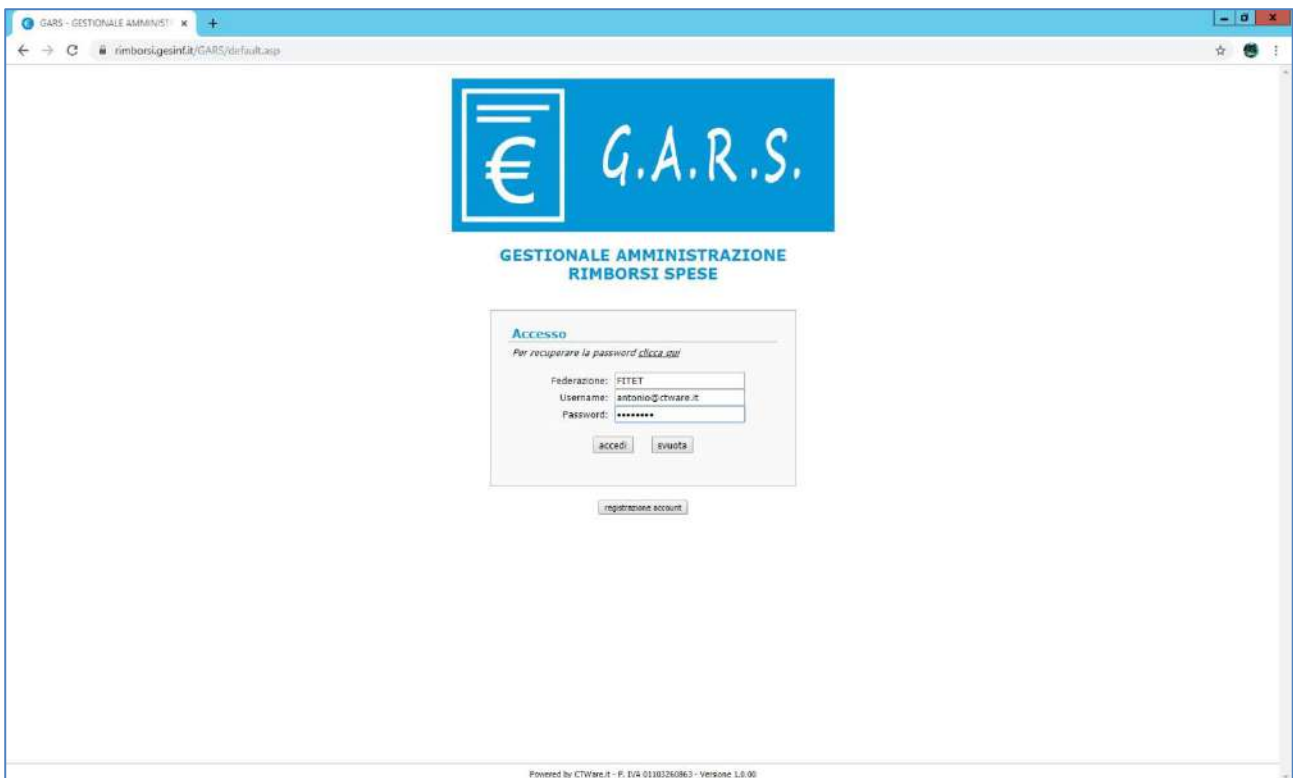 GARS - GESTIONALE AMMINIST
rimborsi.gesinf.it/GARS/default.asp
€ G.A.R.S.
GESTIONALE AMMINISTRAZIONE
RIMBORSI SPESE
Accesso
Per recuperare la password clicca qui
Federazione: FITET
Username: antonio@ctware.it
Password: ••••••••
accedi svuota
registrazione account
Powered by CTWare.it - P. IVA 01103260863 - Versione 1.0.00